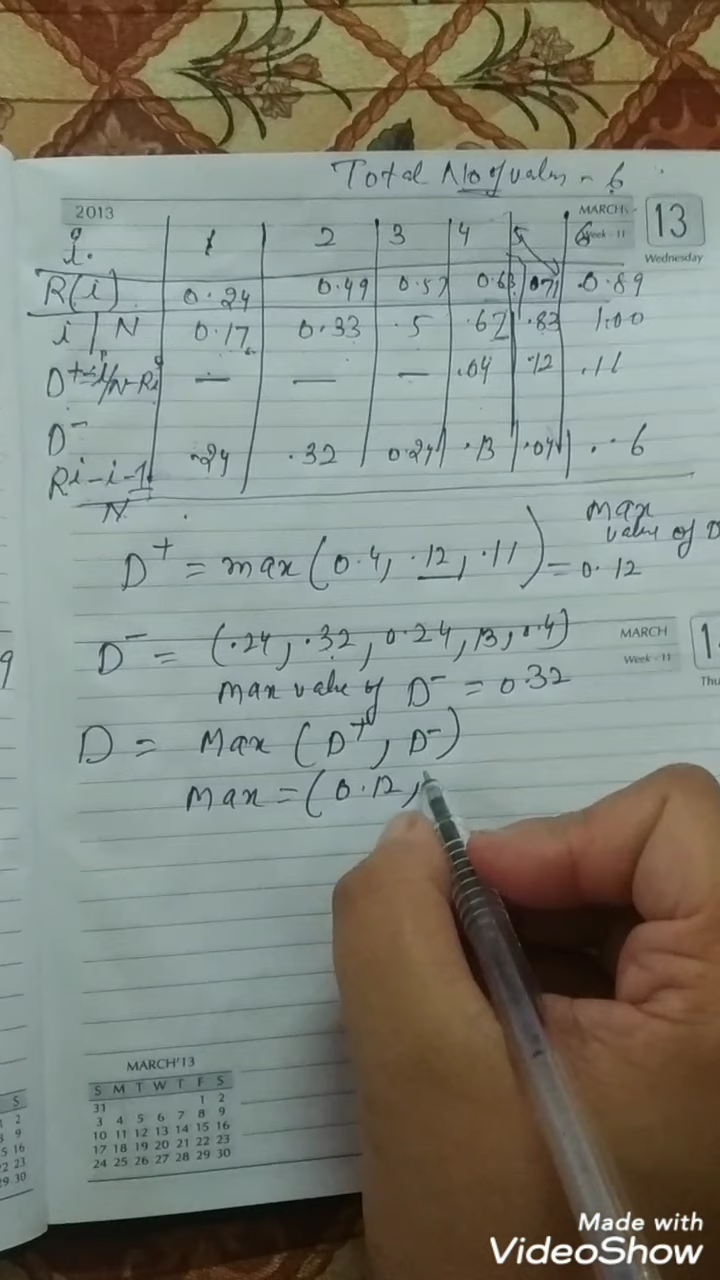 Total No of values = 6
2013 MARCH 13
Week - 11
Wednesday
i. 1 2 3 4 5 6
R(i) 0.24 0.49 0.57 0.63 0.71 .0.89
i/N 0.17 0.33 .5 .62 .83 1.00
D+ = i/N-Ri — — — .04 .12 .11
D-
Ri-i-1 .24 .32 0.24 .13 .04 6
N
D+ = max (0.4, .12, .11) = 0.12
max
value of D
D- = (.24, .32, 0.24, 13, 0.4)
MARCH
Week - 11
Thu
max value of D- = 0.32
D = Max (D+, D-)
Max = (0.12,
MARCH'13
S M T W T F S
31 1 2
3 4 5 6 7 8 9
10 11 12 13 14 15 16
17 18 19 20 21 22 23
24 25 26 27 28 29 30
Made with
VideoShow